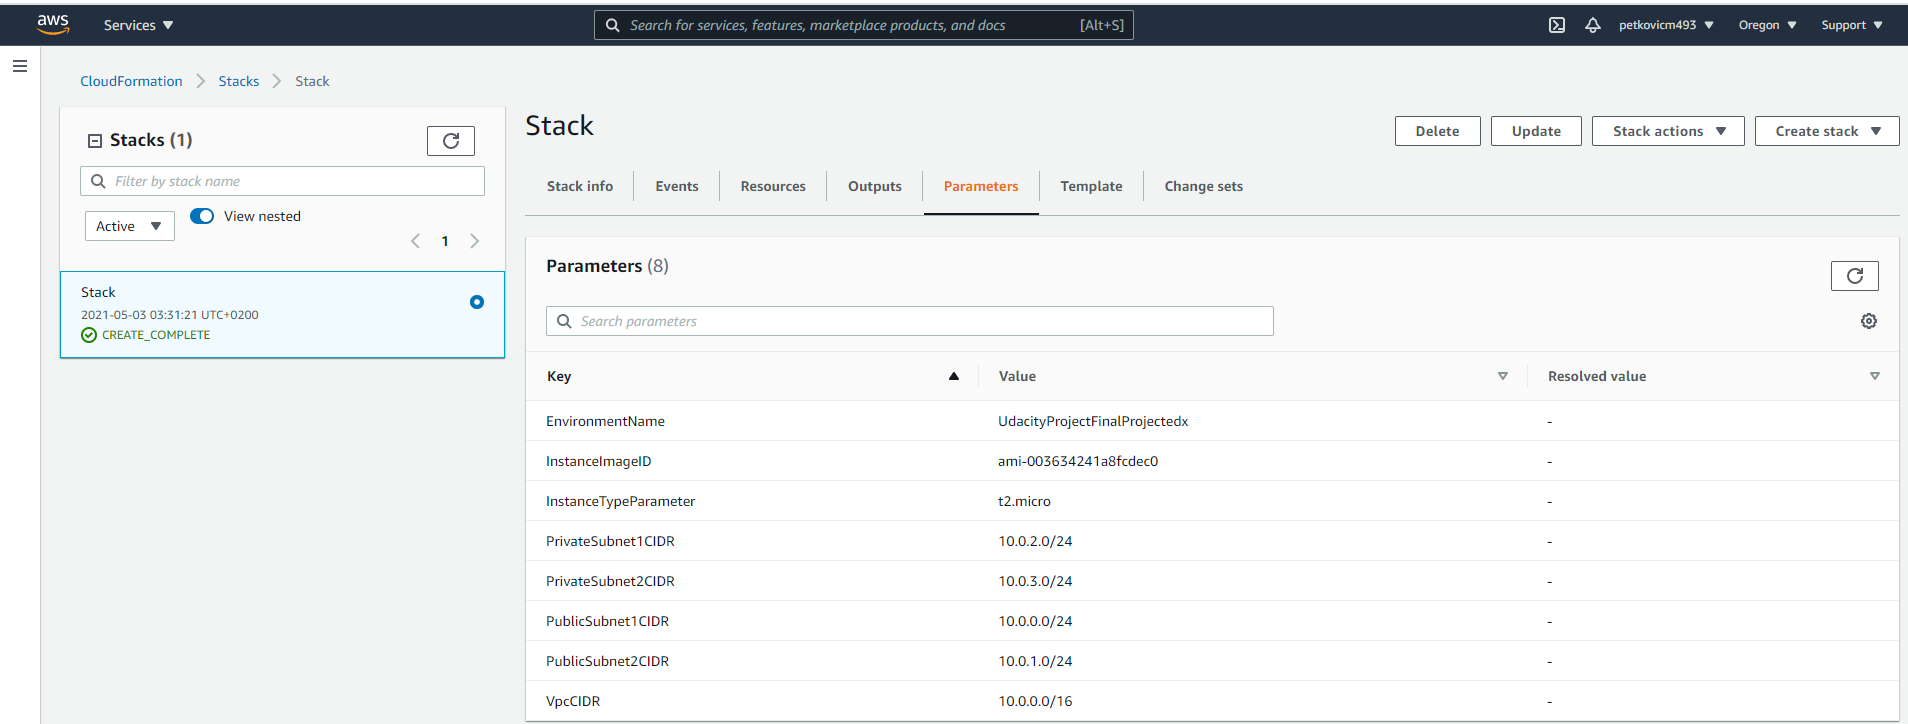 aws Services Search for services, features, marketplace products, and docs [Alt+S] petkovicm493 Oregon Support
CloudFormation Stacks Stack
Stacks (1)
Filter by stack name
Active View nested
1
Stack
2021-05-03 03:31:21 UTC+0200
CREATE_COMPLETE
Stack
Delete Update Stack actions Create stack
Stack info Events Resources Outputs Parameters Template Change sets
Parameters (8)
Search parameters
Key Value Resolved value
EnvironmentName UdacityProjectFinalProjectedx -
InstanceImageID ami-003634241a8fcdec0 -
InstanceTypeParameter t2.micro -
PrivateSubnet1CIDR 10.0.2.0/24 -
PrivateSubnet2CIDR 10.0.3.0/24 -
PublicSubnet1CIDR 10.0.0.0/24 -
PublicSubnet2CIDR 10.0.1.0/24 -
VpcCIDR 10.0.0.0/16 -